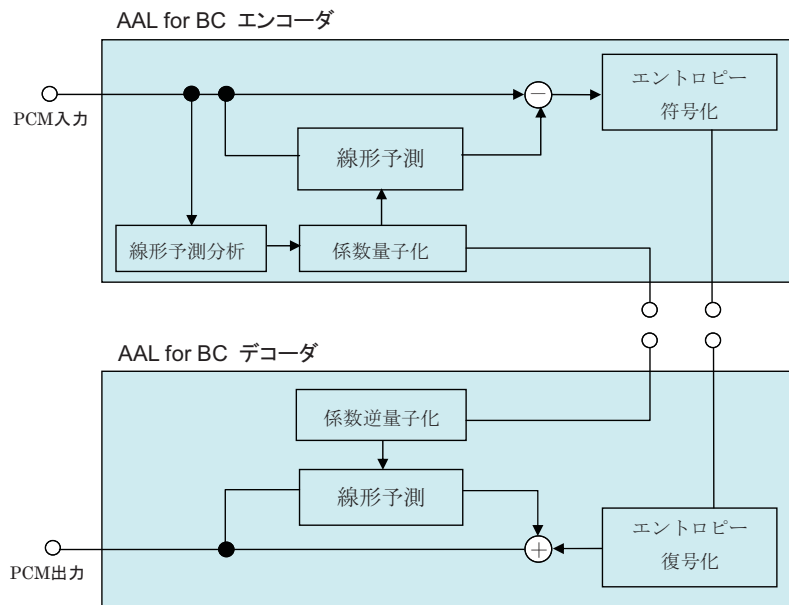 AAL for BC エンコーダ
PCM入力
−
エントロピー
符号化
線形予測
線形予測分析
係数量子化
AAL for BC デコーダ
係数逆量子化
線形予測
エントロピー
復号化
+
PCM出力